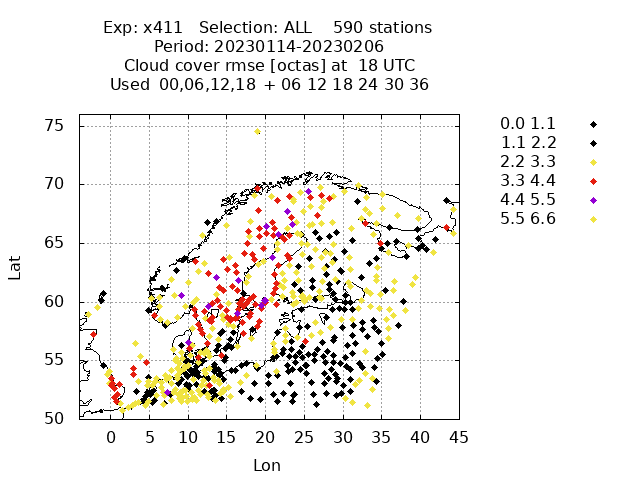 Exp: x411 Selection: ALL 590 stations
Period: 20230114-20230206
Cloud cover rmse [octas] at 18 UTC
Used 00,06,12,18 + 06 12 18 24 30 36
75
70
65
60
55
50
Lat
0 5 10 15 20 25 30 35 40 45
Lon
0.0 1.1
1.1 2.2
2.2 3.3
3.3 4.4
4.4 5.5
5.5 6.6